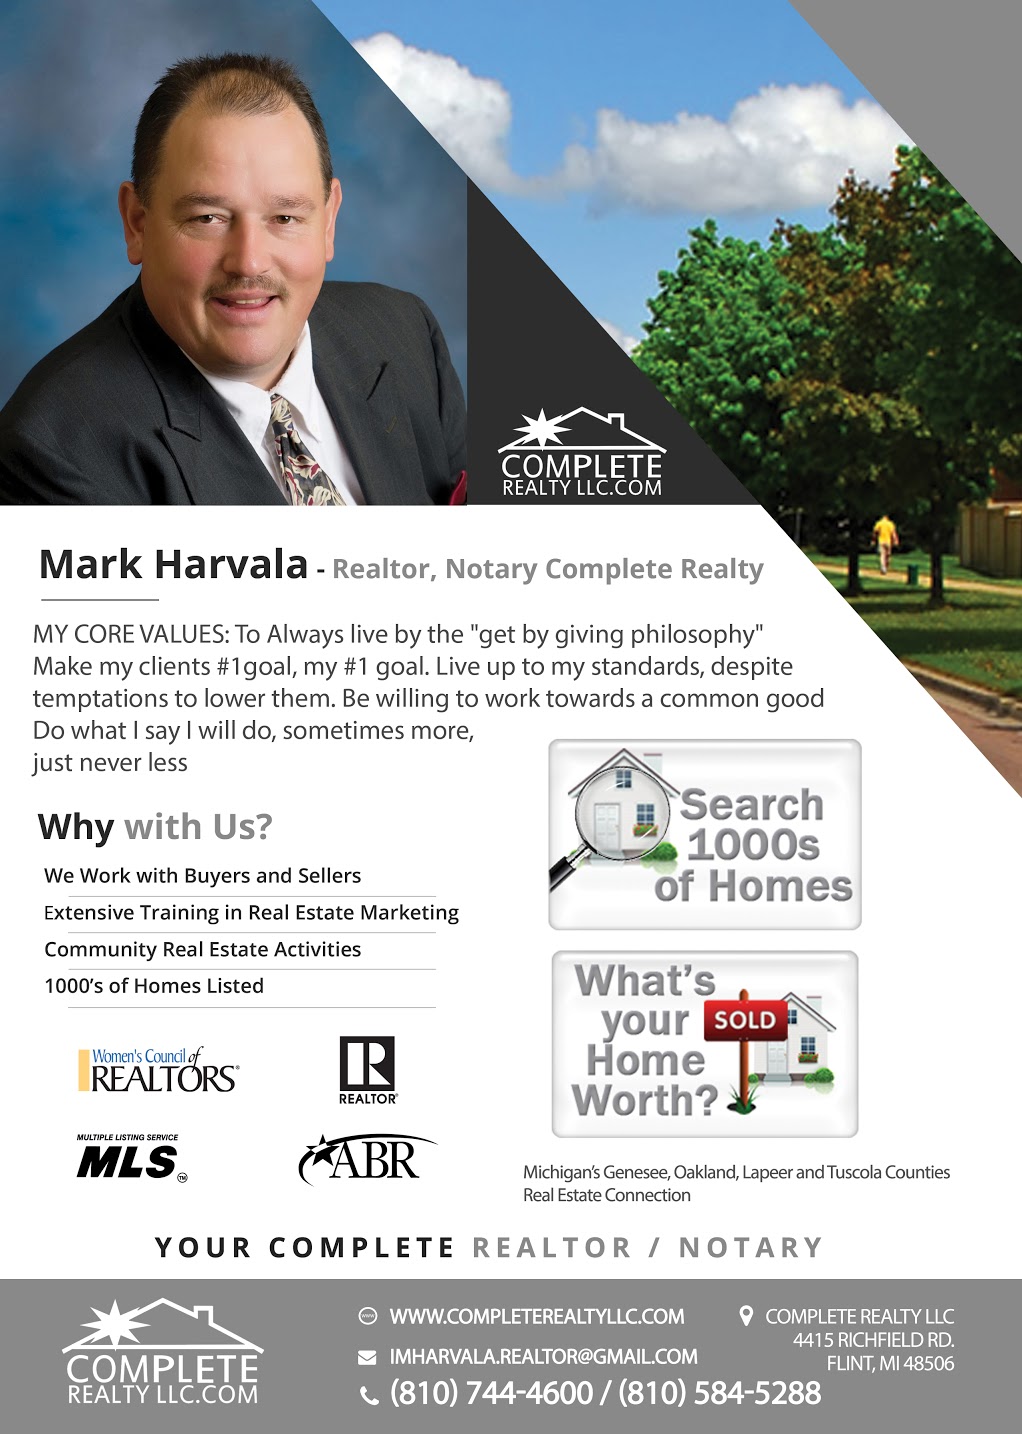 COMPLETE
REALTY LLC.COM
Mark Harvala - Realtor, Notary Complete Realty
MY CORE VALUES: To Always live by the "get by giving philosophy"
Make my clients #1goal, my #1 goal. Live up to my standards, despite
temptations to lower them. Be willing to work towards a common good
Do what I say I will do, sometimes more,
just never less
Why with Us?
We Work with Buyers and Sellers
Extensive Training in Real Estate Marketing
Community Real Estate Activities
1000's of Homes Listed
Search
1000s
of Homes
What's
your
Home
Worth?
SOLD
Women's Council of
REALTORS®
REALTOR®
MULTIPLE LISTING SERVICE
MLS TM
ABR
Michigan's Genesee, Oakland, Lapeer and Tuscola Counties
Real Estate Connection
YOUR COMPLETE REALTOR / NOTARY
COMPLETE
REALTY LLC.COM
www
WWW.COMPLETEREALTYLLC.COM
IMHARVALA.REALTOR@GMAIL.COM
(810) 744-4600 / (810) 584-5288
COMPLETE REALTY LLC
4415 RICHFIELD RD.
FLINT, MI 48506